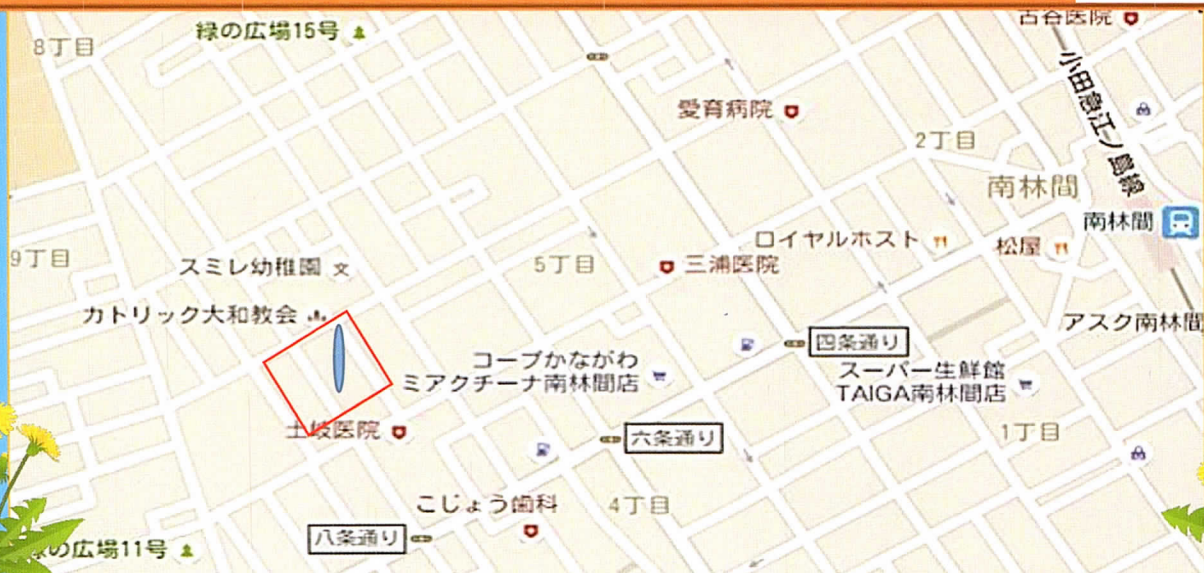 古谷医院
緑の広場15号
8丁目
小田急江ノ島線
愛育病院
2丁目
南林間
南林間
ロイヤルホスト
松屋
9丁目
スミレ幼稚園
5丁目
三浦医院
カトリック大和教会
アスク南林間
四条通り
コープかながわ
ミアクチーナ南林間店
スーパー生鮮館
TAIGA南林間店
土岐医院
六条通り
1丁目
こじょう歯科
4丁目
八条通り
緑の広場11号